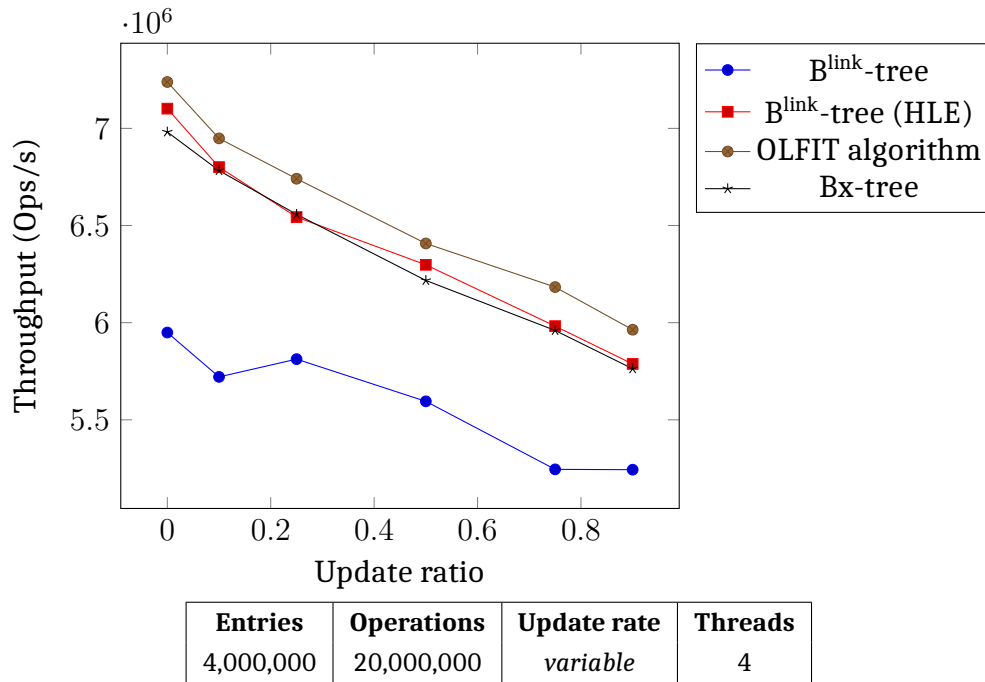 ·10⁶
7
6.5
6
5.5
Throughput (Ops/s)
0 0.2 0.4 0.6 0.8
Update ratio
B^link-tree
B^link-tree (HLE)
OLFIT algorithm
Bx-tree
Entries Operations Update rate Threads
4,000,000 20,000,000 variable 4